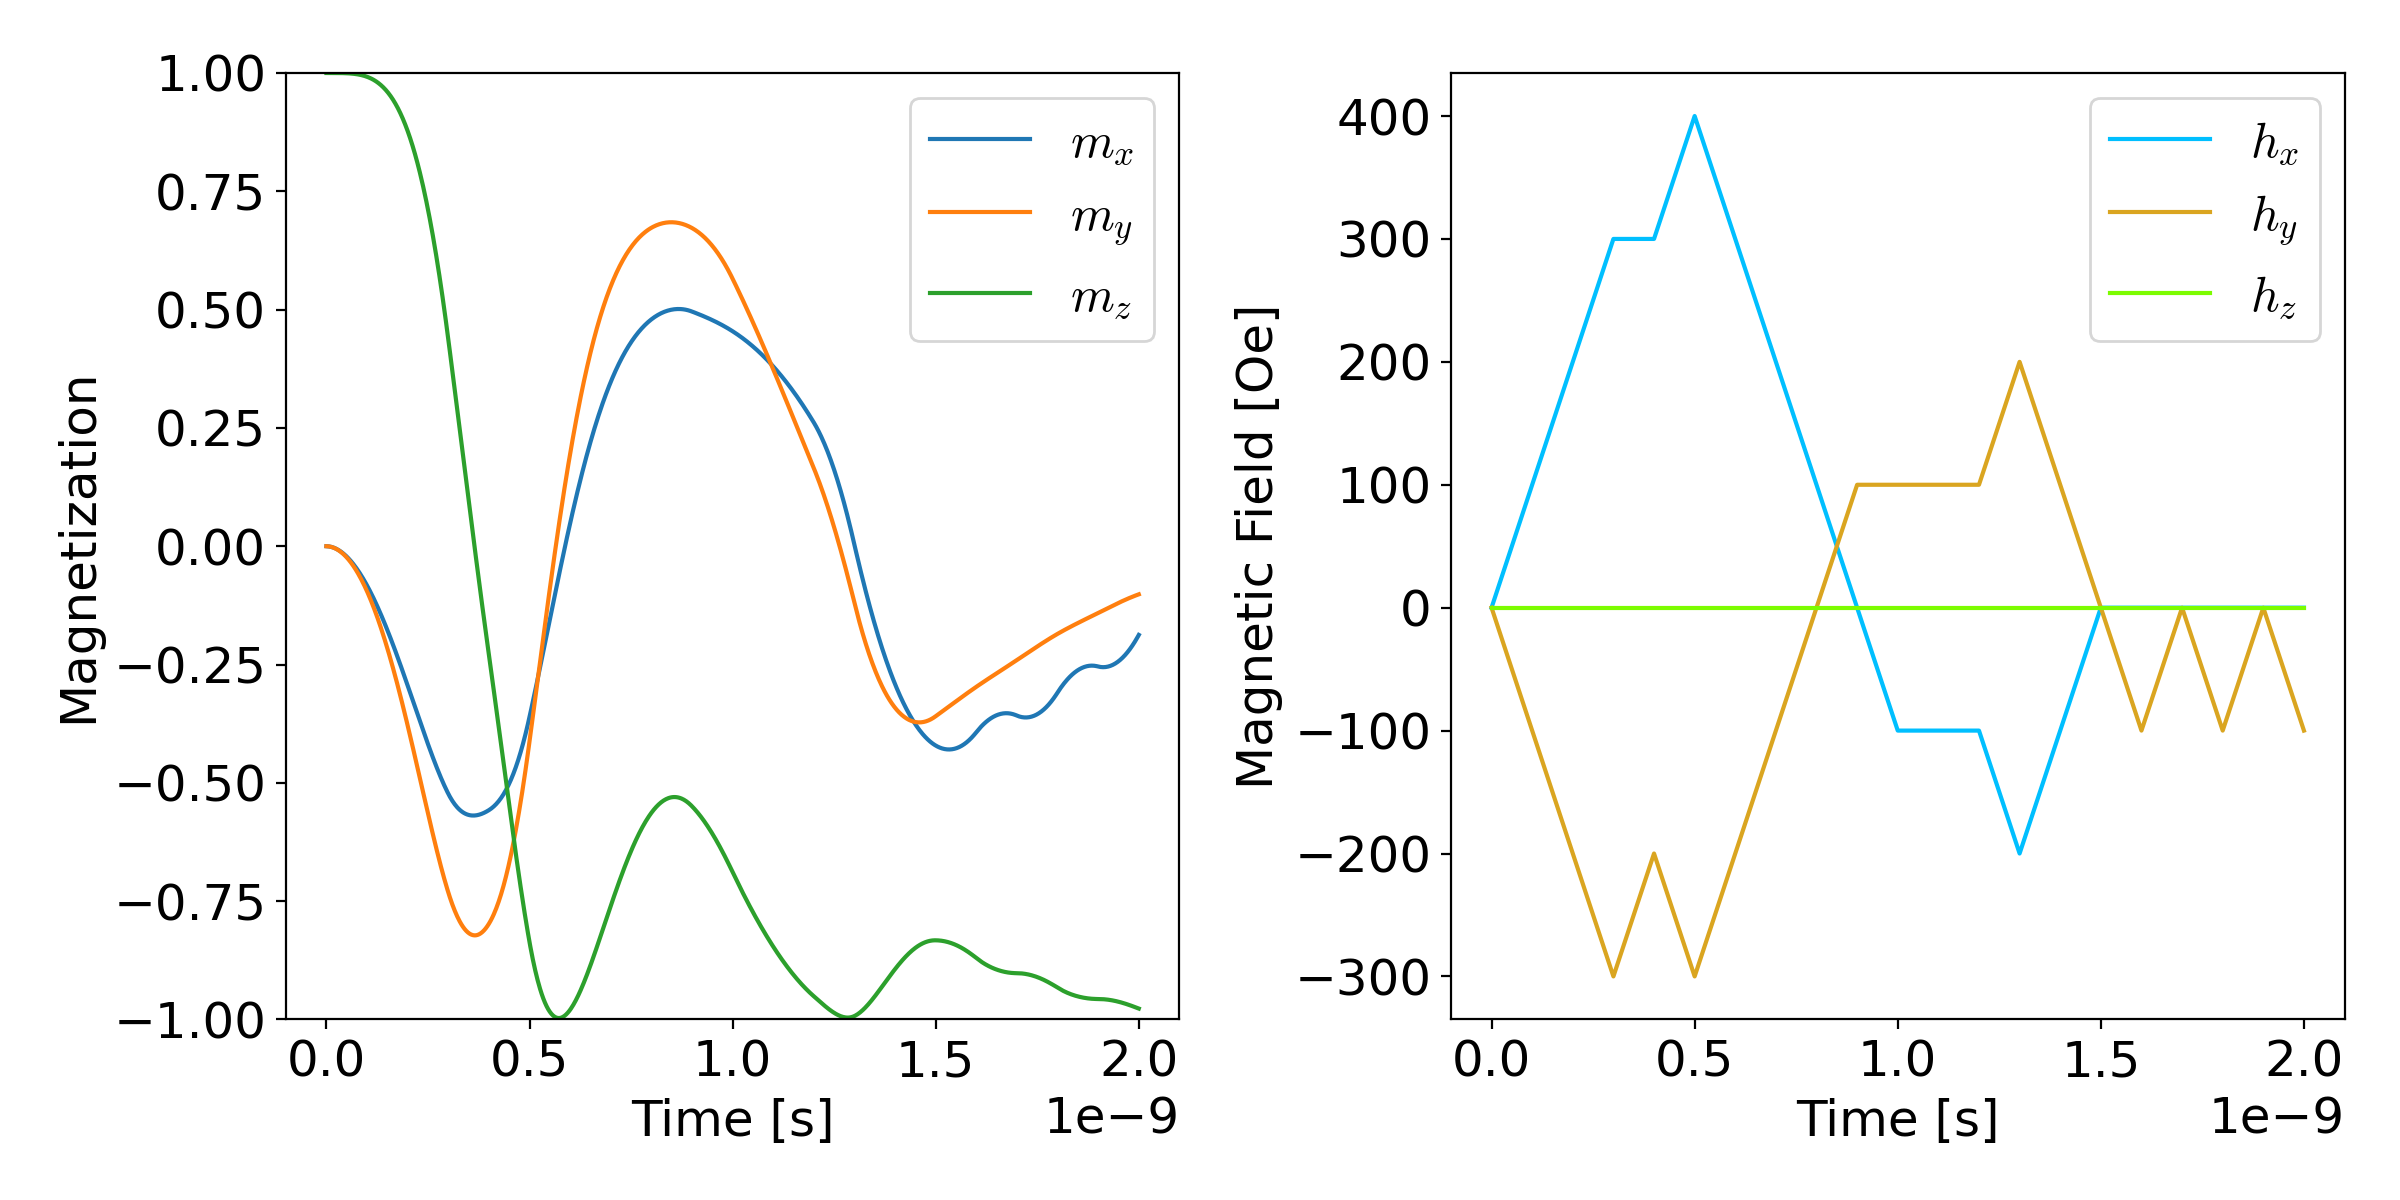 1.00
0.75
0.50
0.25
0.00
−0.25
−0.50
−0.75
−1.00
Magnetization
0.0 0.5 1.0 1.5 2.0
Time [s]
1e−9
m_x
m_y
m_z
400
300
200
100
0
−100
−200
−300
Magnetic Field [Oe]
0.0 0.5 1.0 1.5 2.0
Time [s]
1e−9
h_x
h_y
h_z